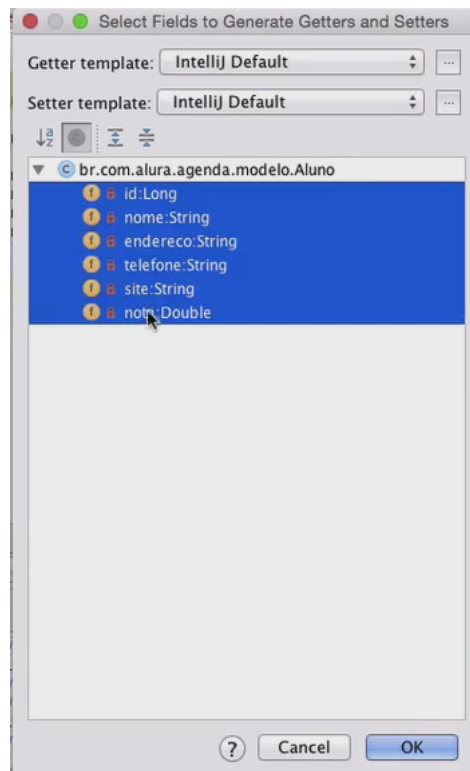 Select Fields to Generate Getters and Setters
Getter template: IntelliJ Default ...
Setter template: IntelliJ Default ...
br.com.alura.agenda.modelo.Aluno
id:Long
nome:String
endereco:String
telefone:String
site:String
nota:Double
? Cancel OK